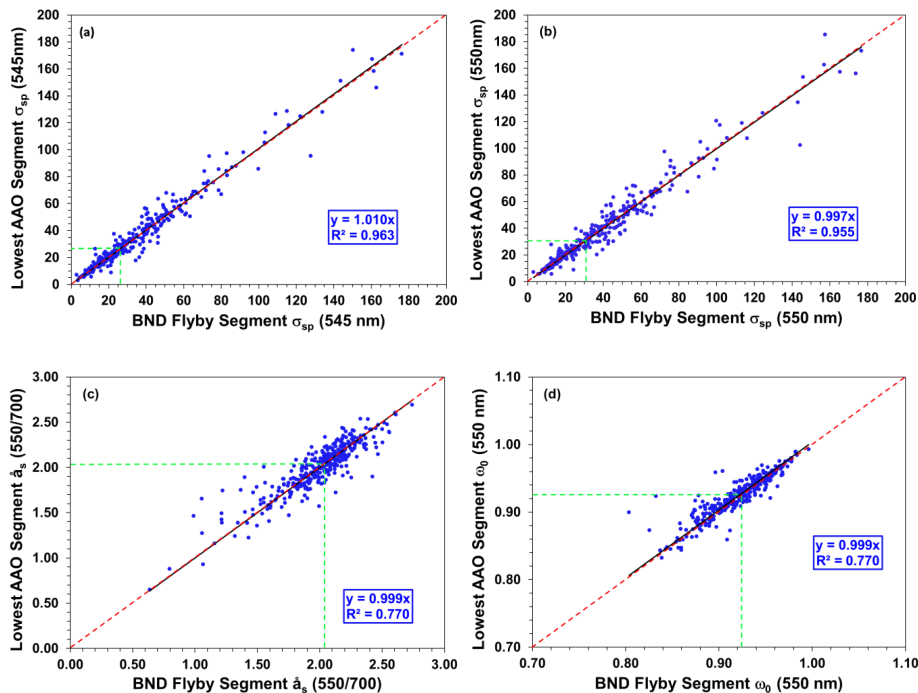 (a)
200
180
160
140
120
100
80
60
40
20
0
Lowest AAO Segment σsp (545nm)
y = 1.010x
R² = 0.963
0 20 40 60 80 100 120 140 160 180 200
BND Flyby Segment σsp (545 nm)
(b)
200
180
160
140
120
100
80
60
40
20
0
Lowest AAO Segment σsp (550nm)
y = 0.997x
R² = 0.955
0 20 40 60 80 100 120 140 160 180 200
BND Flyby Segment σsp (550 nm)
(c)
3.00
2.50
2.00
1.50
1.00
0.50
0.00
Lowest AAO Segment ås (550/700)
y = 0.999x
R² = 0.770
0.00 0.50 1.00 1.50 2.00 2.50 3.00
BND Flyby Segment ås (550/700)
(d)
1.10
1.00
0.90
0.80
0.70
Lowest AAO Segment ω0 (550 nm)
y = 0.999x
R² = 0.770
0.70 0.80 0.90 1.00 1.10
BND Flyby Segment ω0 (550 nm)